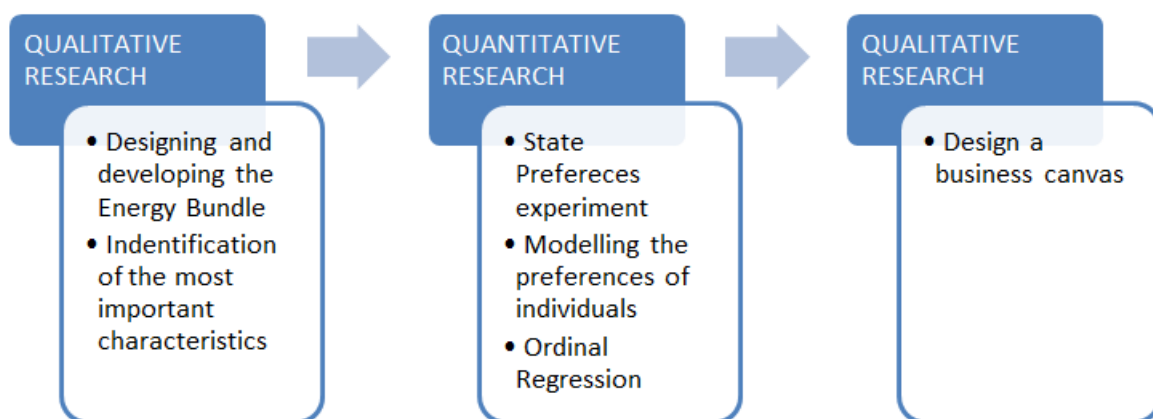 QUALITATIVE
RESEARCH
• Designing and
developing the
Energy Bundle
• Indentification
of the most
important
characteristics
QUANTITATIVE
RESEARCH
• State
Prefereces
experiment
• Modelling the
preferences of
individuals
• Ordinal
Regression
QUALITATIVE
RESEARCH
• Design a
business canvas